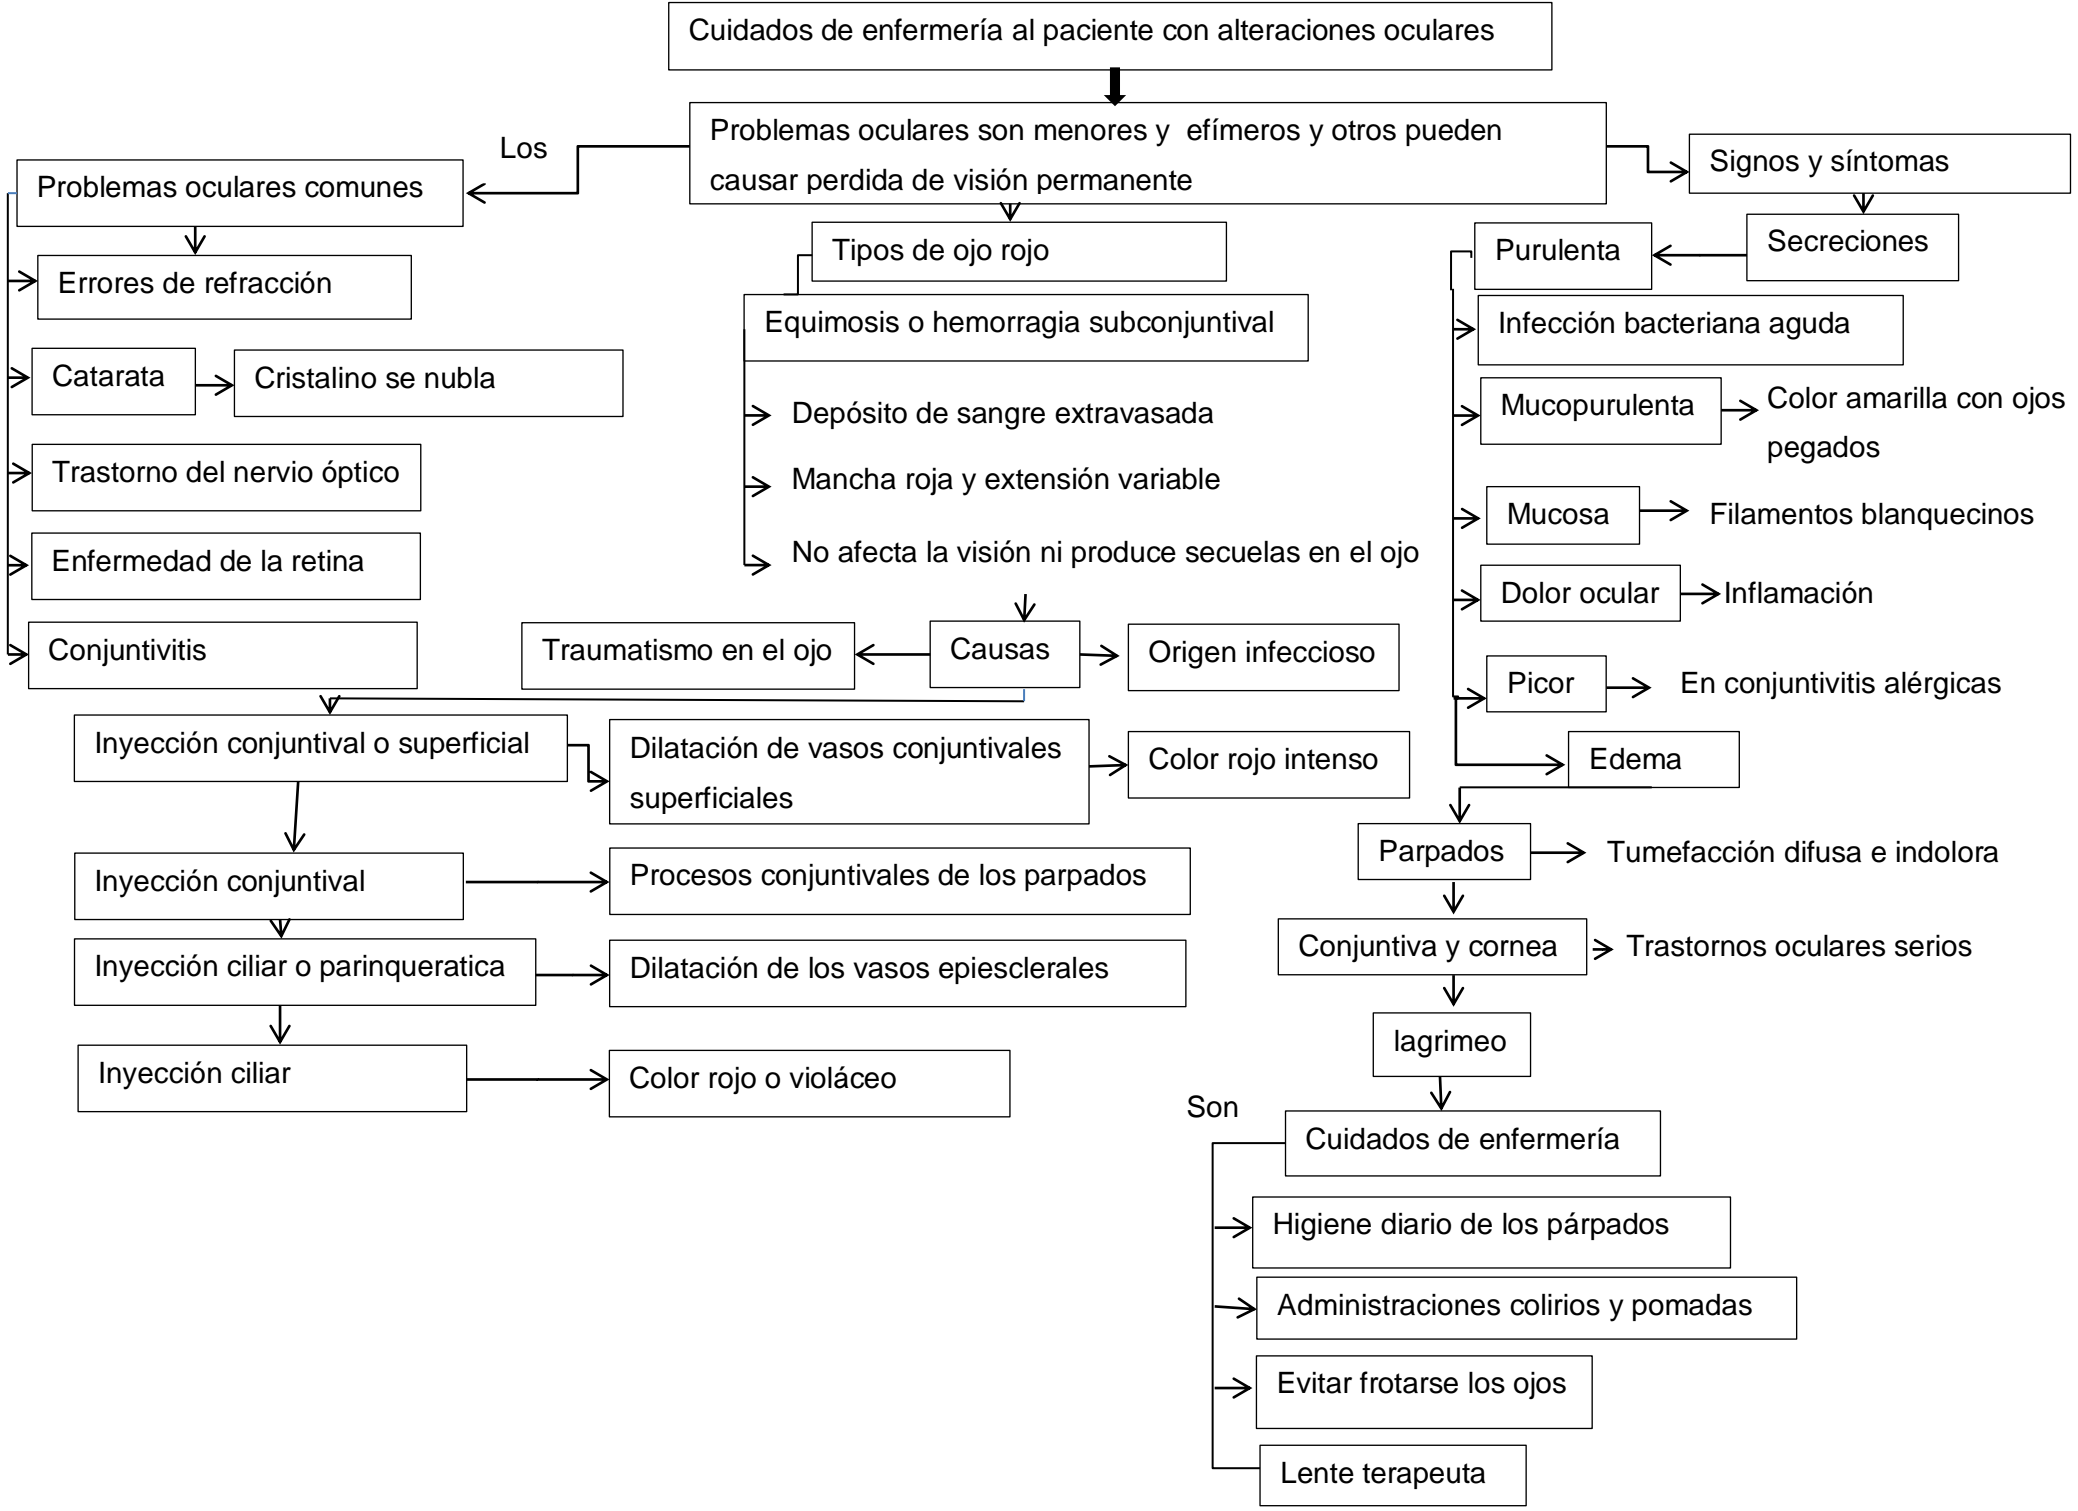 Cuidados de enfermería al paciente con alteraciones oculares
Problemas oculares son menores y efímeros y otros pueden
causar perdida de visión permanente
Los
Problemas oculares comunes
Errores de refracción
Catarata
Cristalino se nubla
Trastorno del nervio óptico
Enfermedad de la retina
Conjuntivitis
Tipos de ojo rojo
Equimosis o hemorragia subconjuntival
Depósito de sangre extravasada
Mancha roja y extensión variable
No afecta la visión ni produce secuelas en el ojo
Causas
Traumatismo en el ojo
Origen infeccioso
Inyección conjuntival o superficial
Dilatación de vasos conjuntivales
superficiales
Color rojo intenso
Inyección conjuntival
Procesos conjuntivales de los parpados
Inyección ciliar o parinqueratica
Dilatación de los vasos epiesclerales
Inyección ciliar
Color rojo o violáceo
Signos y síntomas
Secreciones
Purulenta
Infección bacteriana aguda
Mucopurulenta
Color amarilla con ojos
pegados
Mucosa
Filamentos blanquecinos
Dolor ocular
Inflamación
Picor
En conjuntivitis alérgicas
Edema
Parpados
Tumefacción difusa e indolora
Conjuntiva y cornea
Trastornos oculares serios
lagrimeo
Son
Cuidados de enfermería
Higiene diario de los párpados
Administraciones colirios y pomadas
Evitar frotarse los ojos
Lente terapeuta